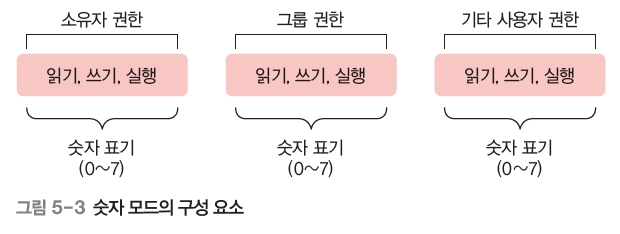 소유자 권한 그룹 권한 기타 사용자 권한
읽기, 쓰기, 실행 읽기, 쓰기, 실행 읽기, 쓰기, 실행
숫자 표기 숫자 표기 숫자 표기
(0~7) (0~7) (0~7)
그림 5-3 숫자 모드의 구성 요소